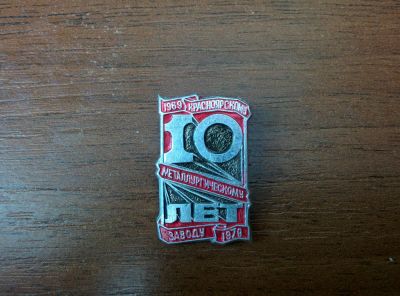 1969 КРАСНОЯРСКОМУ
10
МЕТАЛЛУРГИЧЕСКОМУ
ЛЕТ
ЗАВОДУ 1979